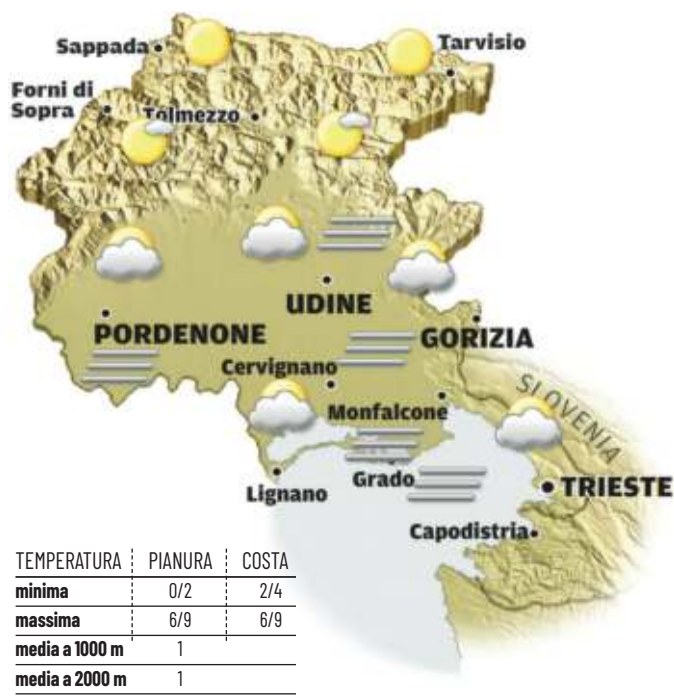 Sappada
Tarvisio
Forni di
Sopra
Tolmezzo
UDINE
PORDENONE
GORIZIA
Cervignano
SLOVENIA
Monfalcone
Grado
Lignano
TRIESTE
Capodistria
TEMPERATURA PIANURA COSTA
minima 0/2 2/4
massima 6/9 6/9
media a 1000 m 1
media a 2000 m 1